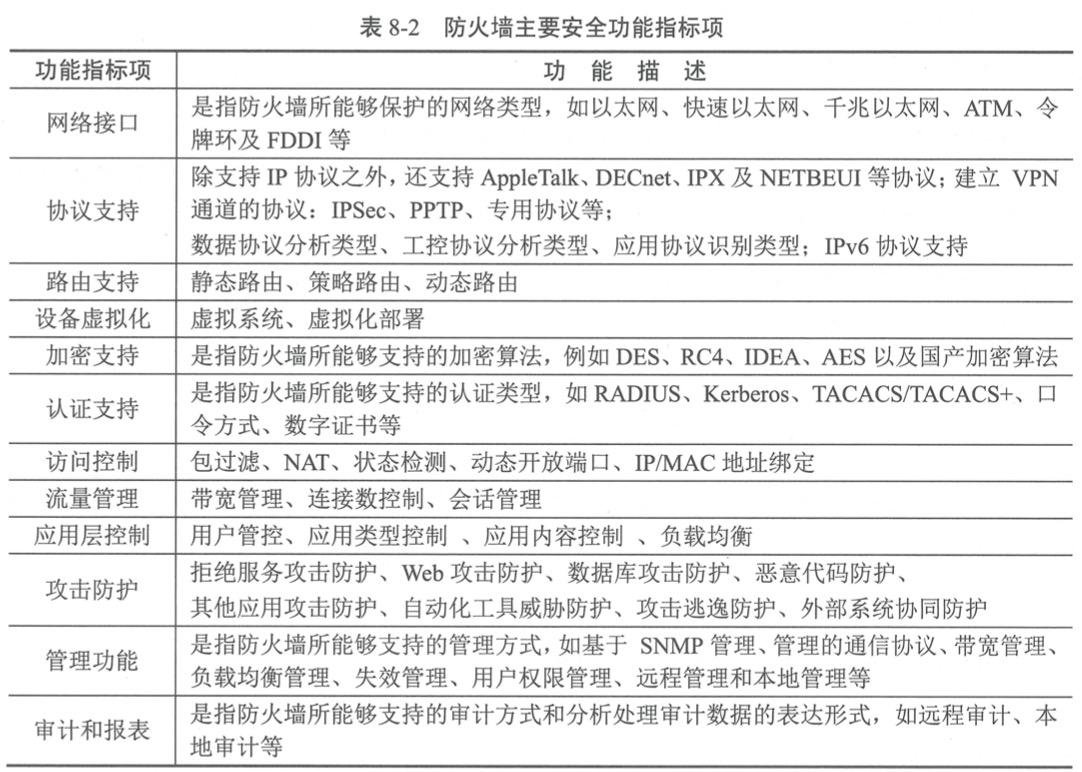 表 8-2 防火墙主要安全功能指标项
功能指标项 功 能 描 述
网络接口 是指防火墙所能够保护的网络类型，如以太网、快速以太网、千兆以太网、ATM、令
牌环及 FDDI 等
协议支持 除支持 IP 协议之外，还支持 AppleTalk、DECnet、IPX 及 NETBEUI 等协议；建立 VPN
通道的协议：IPSec、PPTP、专用协议等；
数据协议分析类型、工控协议分析类型、应用协议识别类型；IPv6 协议支持
路由支持 静态路由、策略路由、动态路由
设备虚拟化 虚拟系统、虚拟化部署
加密支持 是指防火墙所能够支持的加密算法，例如 DES、RC4、IDEA、AES 以及国产加密算法
认证支持 是指防火墙所能够支持的认证类型，如 RADIUS、Kerberos、TACACS/TACACS+、口
令方式、数字证书等
访问控制 包过滤、NAT、状态检测、动态开放端口、IP/MAC 地址绑定
流量管理 带宽管理、连接数控制、会话管理
应用层控制 用户管控、应用类型控制 、应用内容控制 、负载均衡
攻击防护 拒绝服务攻击防护、Web 攻击防护、数据库攻击防护、恶意代码防护、
其他应用攻击防护、自动化工具威胁防护、攻击逃逸防护、外部系统协同防护
管理功能 是指防火墙所能够支持的管理方式，如基于 SNMP 管理、管理的通信协议、带宽管理、
负载均衡管理、失效管理、用户权限管理、远程管理和本地管理等
审计和报表 是指防火墙所能够支持的审计方式和分析处理审计数据的表达形式，如远程审计、本
地审计等